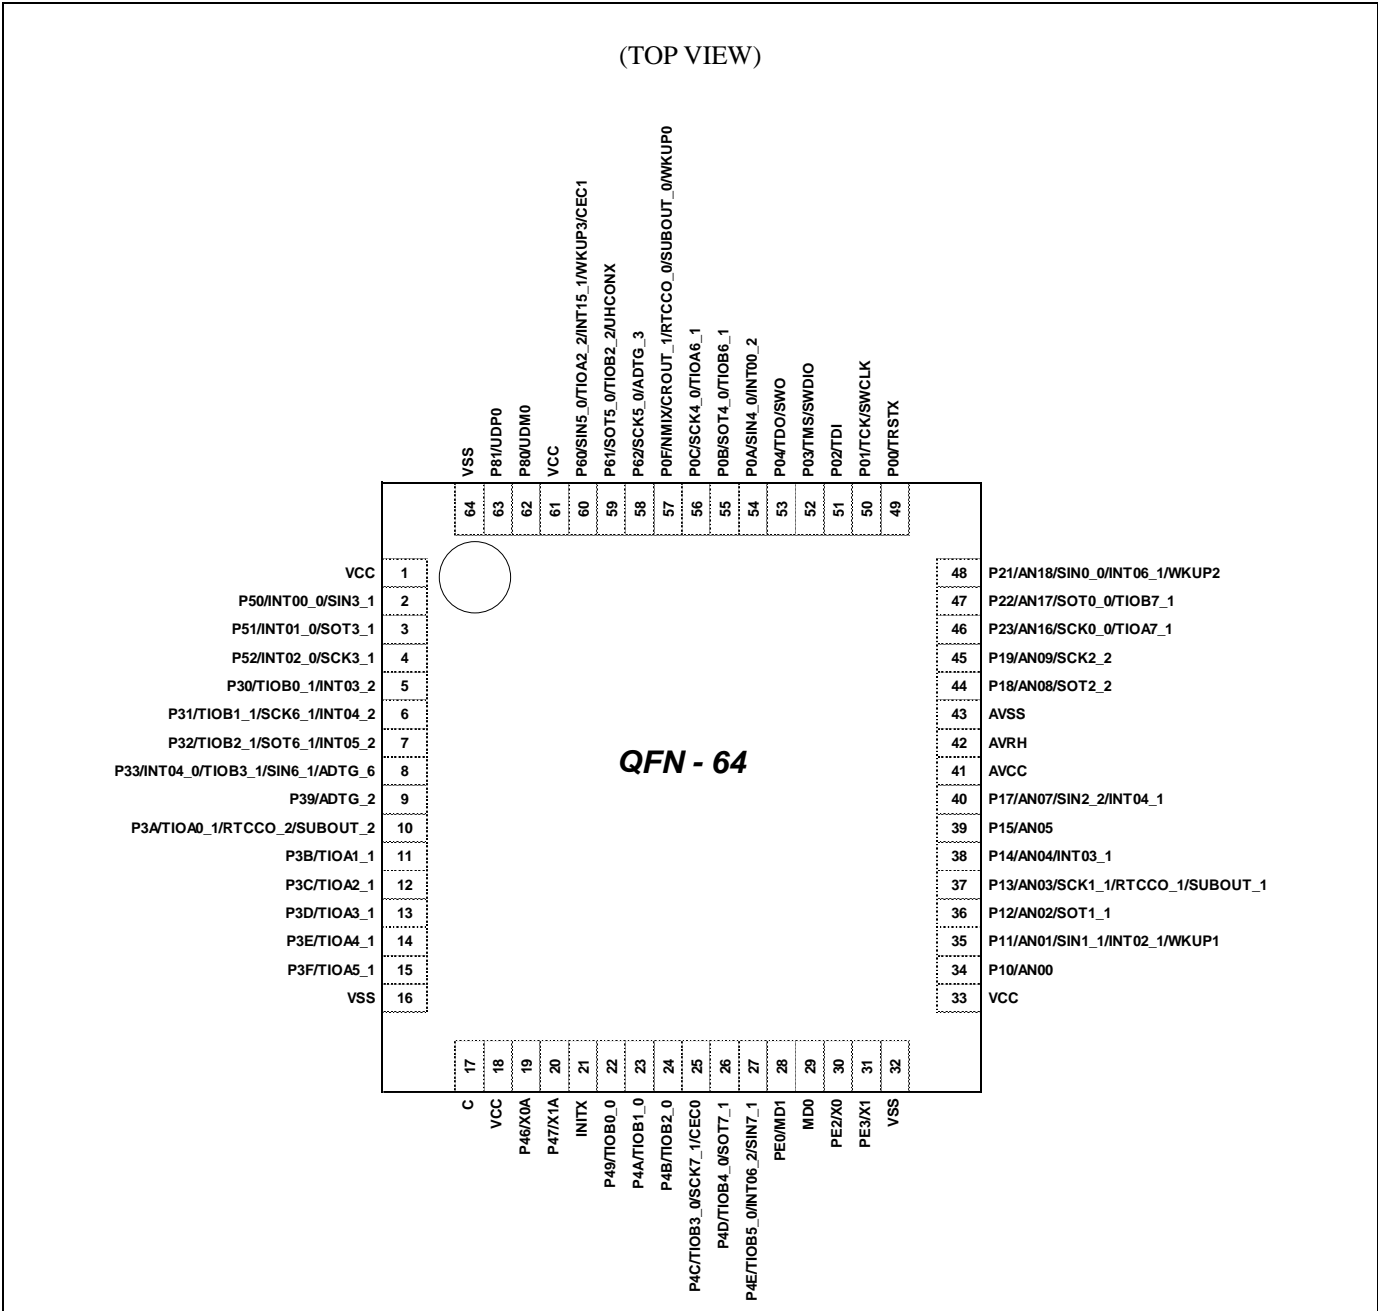 (TOP VIEW)
VSS
P81/UDP0
P80/UDM0
VCC
P60/SIN5_0/TIOA2_2/INT15_1/WKUP3/CEC1
P61/SOT5_0/TIOB2_2/UHCONX
P62/SCK5_0/ADTG_3
P0F/NMIX/CROUT_1/RTCCO_0/SUBOUT_0/WKUP0
P0C/SCK4_0/TIOA6_1
P0B/SOT4_0/TIOB6_1
P0A/SIN4_0/INT00_2
P04/TDO/SWO
P03/TMS/SWDIO
P02/TDI
P01/TCK/SWCLK
P00/TRSTX
64
63
62
61
60
59
58
57
56
55
54
53
52
51
50
49
VCC 1
P50/INT00_0/SIN3_1 2
P51/INT01_0/SOT3_1 3
P52/INT02_0/SCK3_1 4
P30/TIOB0_1/INT03_2 5
P31/TIOB1_1/SCK6_1/INT04_2 6
P32/TIOB2_1/SOT6_1/INT05_2 7
P33/INT04_0/TIOB3_1/SIN6_1/ADTG_6 8
P39/ADTG_2 9
P3A/TIOA0_1/RTCCO_2/SUBOUT_2 10
P3B/TIOA1_1 11
P3C/TIOA2_1 12
P3D/TIOA3_1 13
P3E/TIOA4_1 14
P3F/TIOA5_1 15
VSS 16
QFN - 64
48 P21/AN18/SIN0_0/INT06_1/WKUP2
47 P22/AN17/SOT0_0/TIOB7_1
46 P23/AN16/SCK0_0/TIOA7_1
45 P19/AN09/SCK2_2
44 P18/AN08/SOT2_2
43 AVSS
42 AVRH
41 AVCC
40 P17/AN07/SIN2_2/INT04_1
39 P15/AN05
38 P14/AN04/INT03_1
37 P13/AN03/SCK1_1/RTCCO_1/SUBOUT_1
36 P12/AN02/SOT1_1
35 P11/AN01/SIN1_1/INT02_1/WKUP1
34 P10/AN00
33 VCC
17
18
19
20
21
22
23
24
25
26
27
28
29
30
31
32
C
VCC
P46/X0A
P47/X1A
INITX
P49/TIOB0_0
P4A/TIOB1_0
P4B/TIOB2_0
P4C/TIOB3_0/SCK7_1/CEC0
P4D/TIOB4_0/SOT7_1
P4E/TIOB5_0/INT06_2/SIN7_1
PE0/MD1
MD0
PE2/X0
PE3/X1
VSS